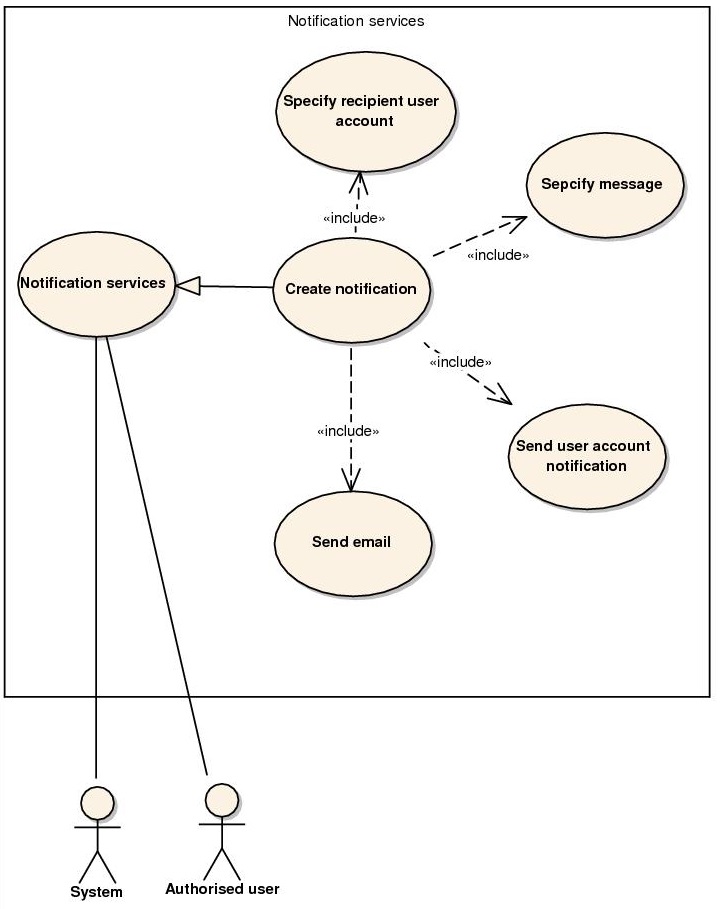 Notification services
Specify recipient user
account
Sepcify message
«include»
«include»
Notification services
Create notification
«include»
«include»
Send user account
notification
Send email
System
Authorised user